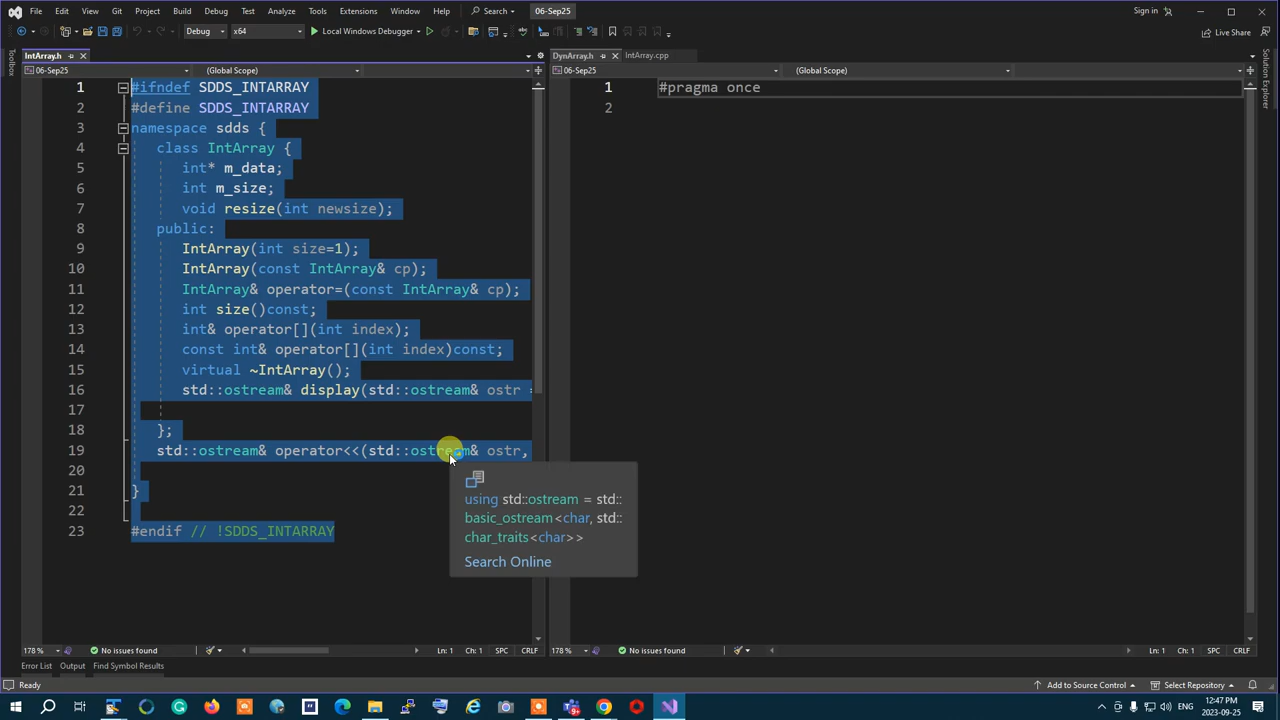 File Edit View Git Project Build Debug Test Analyze Tools Extensions Window Help Search 06-Sep25 Sign in
Debug x64 Local Windows Debugger Live Share
Toolbox
IntArray.h
DynArray.h IntArray.cpp
06-Sep25 (Global Scope)
06-Sep25 (Global Scope)
Solution Explorer
1 #ifndef SDDS_INTARRAY
2 #define SDDS_INTARRAY
3 namespace sdds {
4 class IntArray {
5 int* m_data;
6 int m_size;
7 void resize(int newsize);
8 public:
9 IntArray(int size=1);
10 IntArray(const IntArray& cp);
11 IntArray& operator=(const IntArray& cp);
12 int size()const;
13 int& operator[](int index);
14 const int& operator[](int index)const;
15 virtual ~IntArray();
16 std::ostream& display(std::ostream& ostr =
17
18 };
19 std::ostream& operator<<(std::ostream& ostr,
20
21 }
22
23 #endif // !SDDS_INTARRAY
using std::ostream = std::
basic_ostream<char, std::
char_traits<char>>
Search Online
1 #pragma once
2
178 % No issues found Ln: 1 Ch: 1 SPC CRLF
178 % No issues found Ln: 1 Ch: 1 SPC CRLF
Error List Output Find Symbol Results
Ready Add to Source Control Select Repository
ENG 12:47 PM
2023-09-25